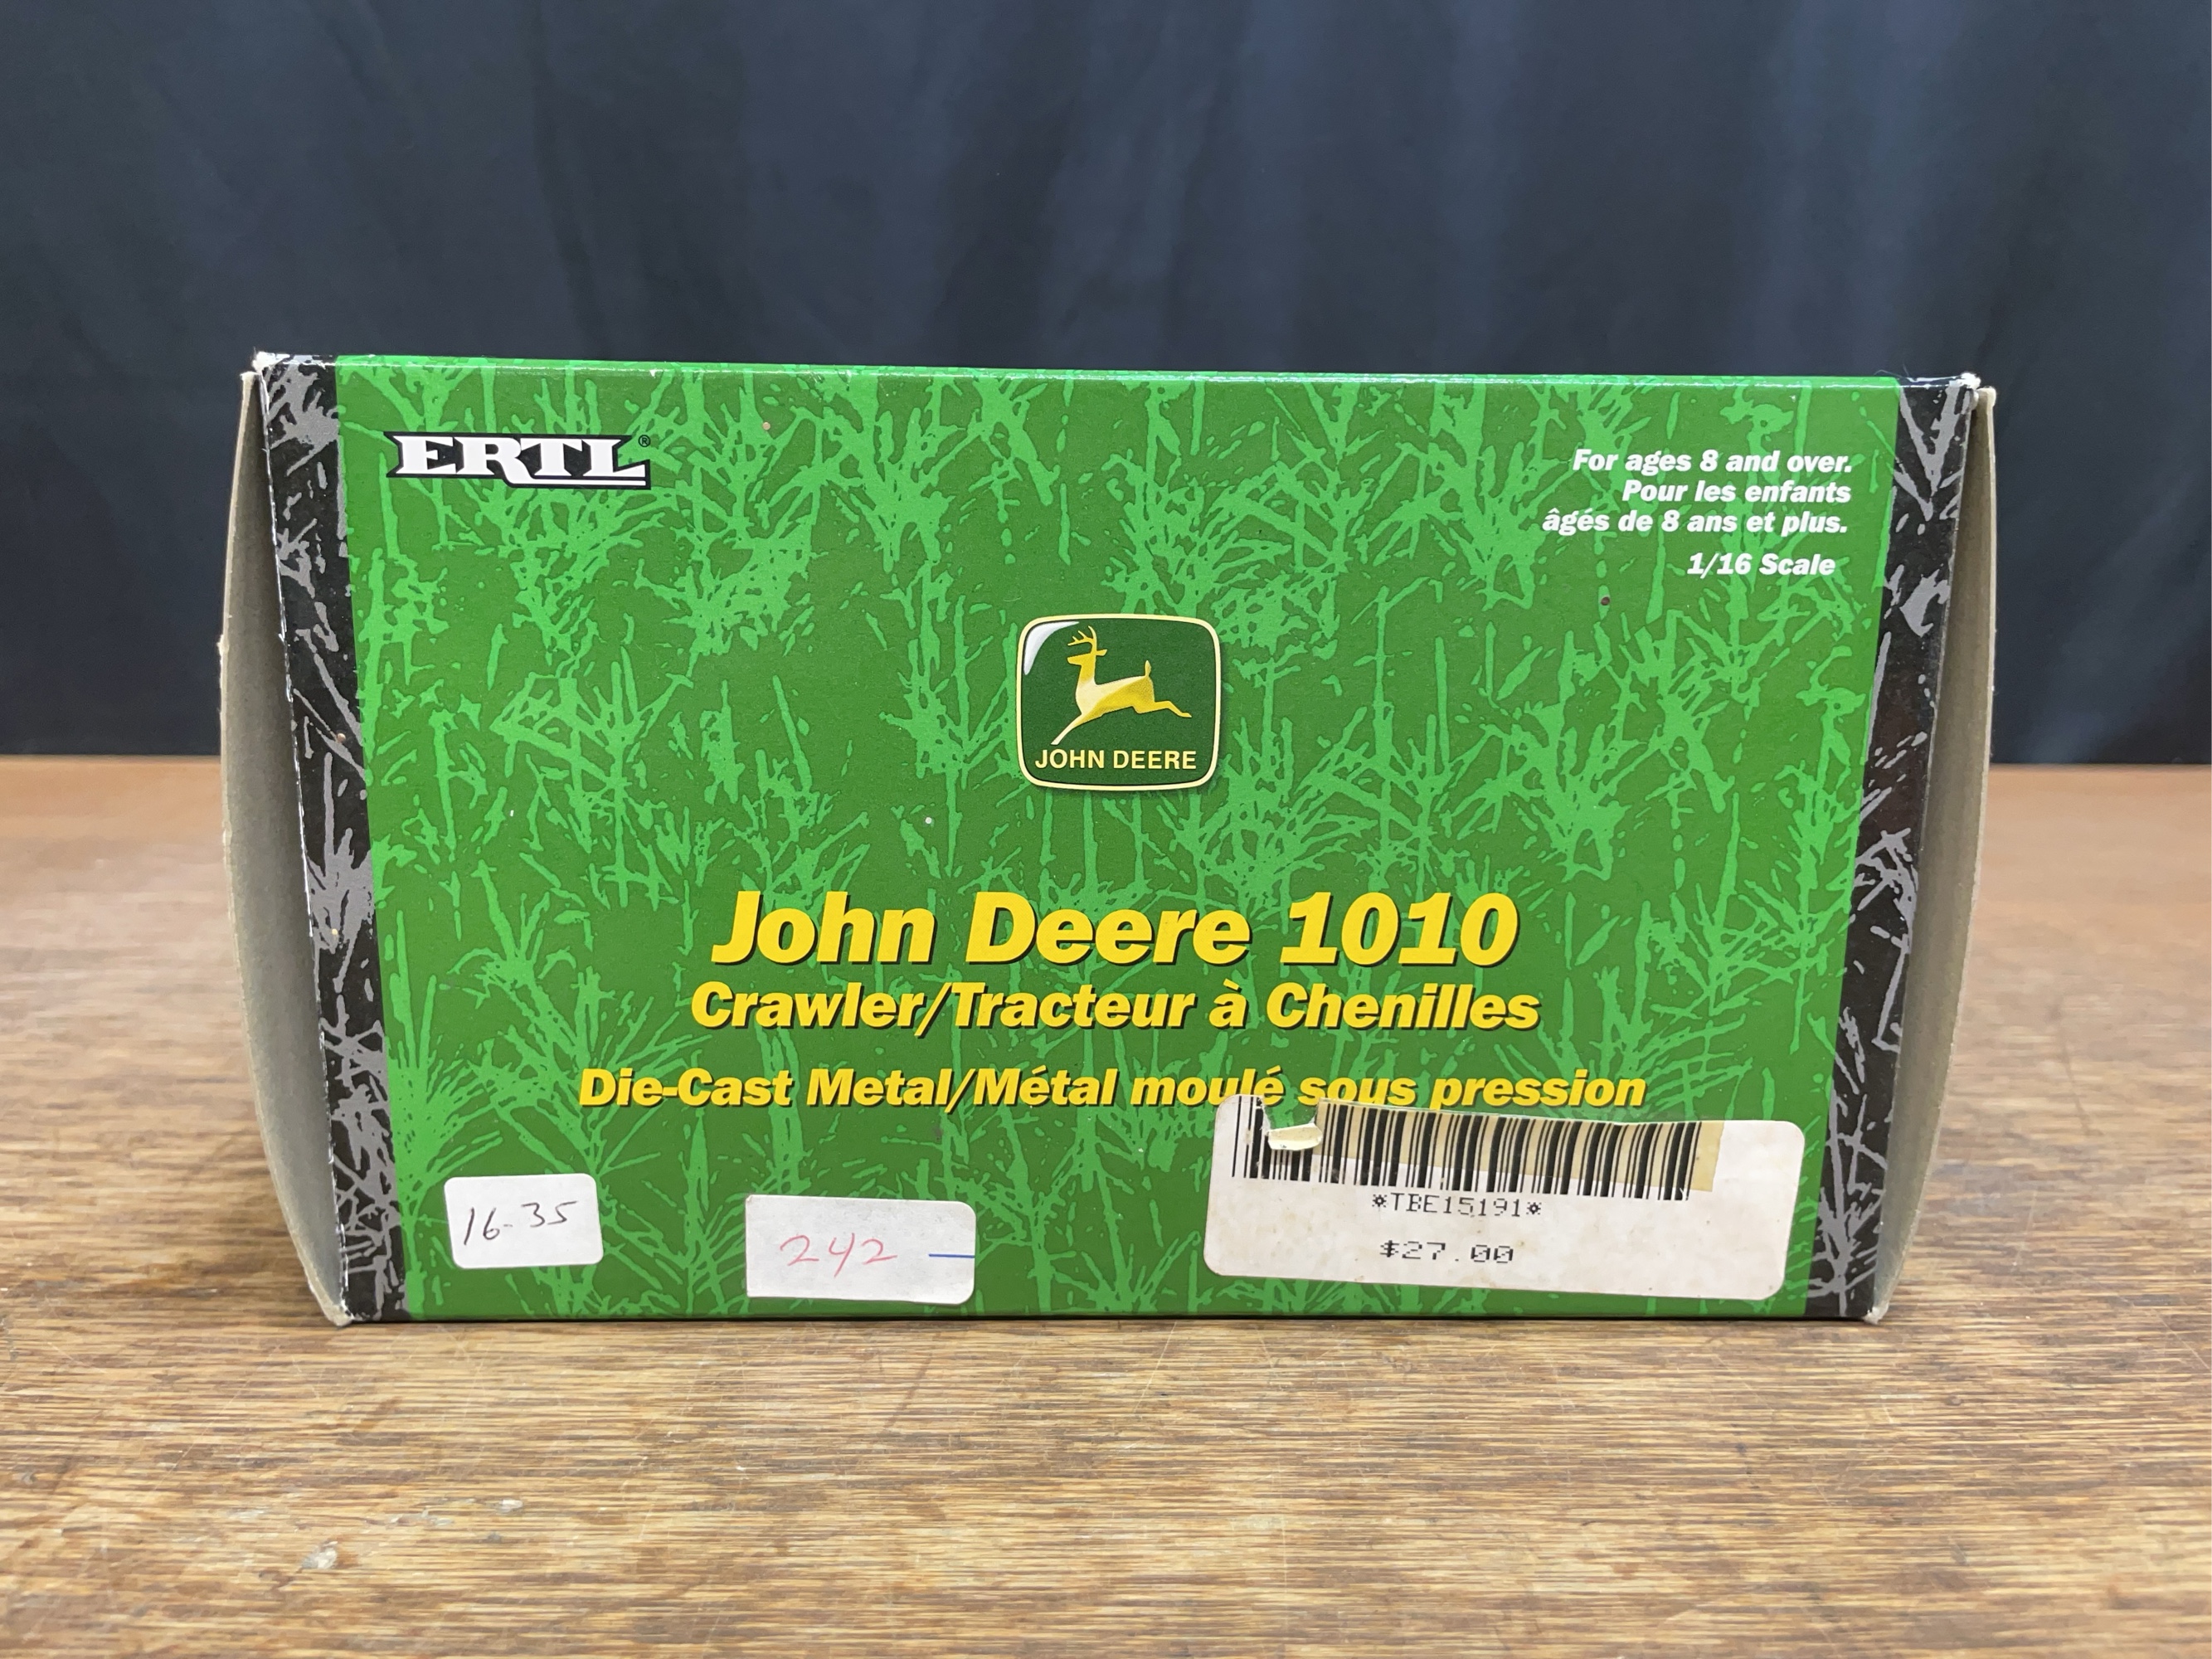 ERTL®
For ages 8 and over.
Pour les enfants
âgés de 8 ans et plus.
1/16 Scale
JOHN DEERE
John Deere 1010
Crawler/Tracteur à Chenilles
Die-Cast Metal/Métal moulé sous pression
16-35
242 —
*TBE15191*
$27.00